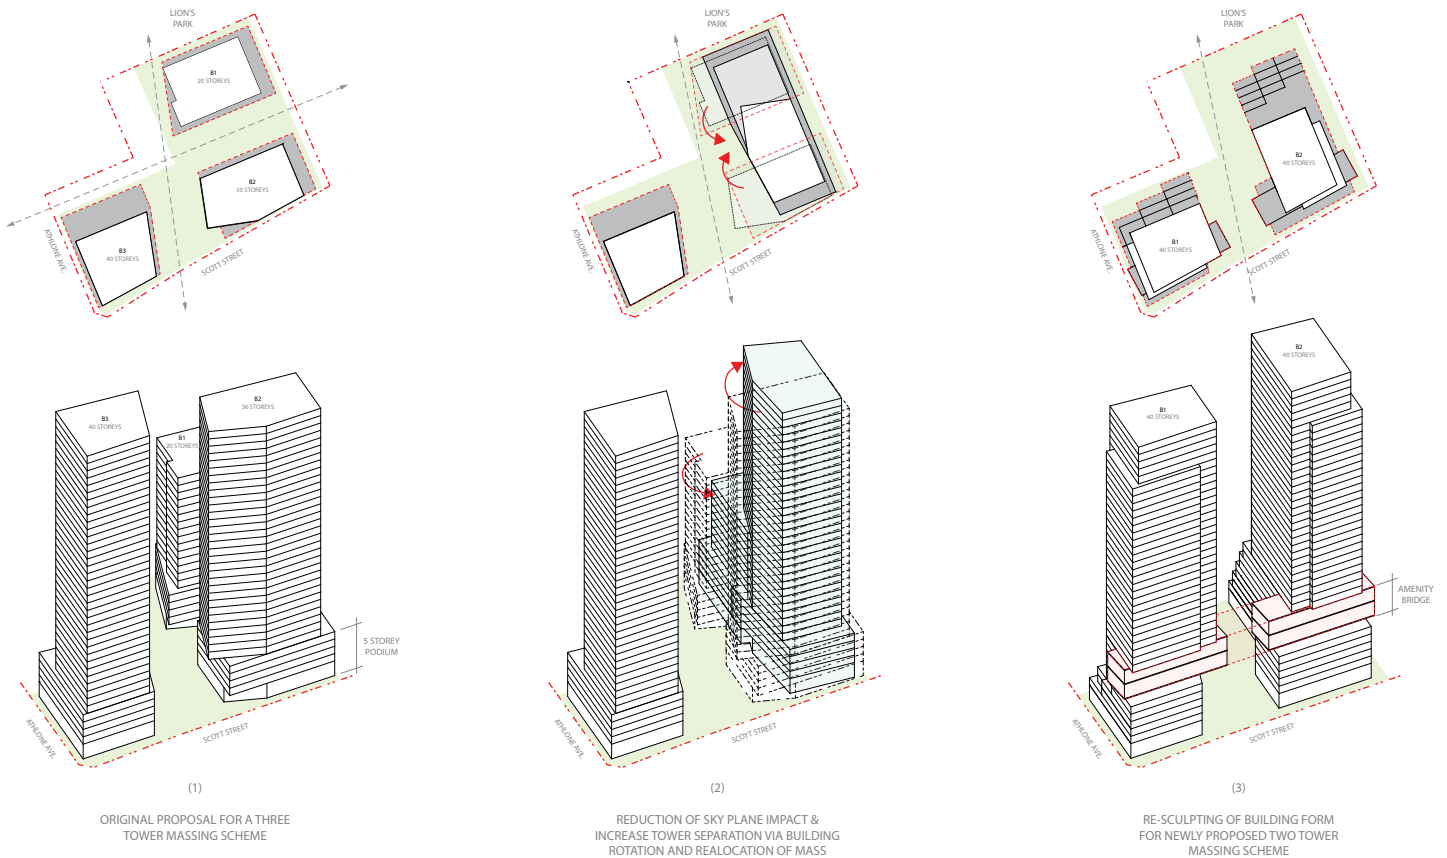 LION'S
PARK
B1
20 STOREYS
B2
30 STOREYS
B3
40 STOREYS
ATHLONE AVE.
SCOTT STREET
B3
40 STOREYS
B1
20 STOREYS
B2
36 STOREYS
5 STOREY
PODIUM
ATHLONE AVE.
SCOTT STREET
(1)
ORIGINAL PROPOSAL FOR A THREE
TOWER MASSING SCHEME
LION'S
PARK
ATHLONE AVE.
SCOTT STREET
ATHLONE AVE.
SCOTT STREET
(2)
REDUCTION OF SKY PLANE IMPACT &
INCREASE TOWER SEPARATION VIA BUILDING
ROTATION AND REALOCATION OF MASS
LION'S
PARK
B2
40 STOREYS
B1
40 STOREYS
ATHLONE AVE.
SCOTT STREET
B2
40 STOREYS
B1
40 STOREYS
AMENITY
BRIDGE
ATHLONE AVE.
SCOTT STREET
(3)
RE-SCULPTING OF BUILDING FORM
FOR NEWLY PROPOSED TWO TOWER
MASSING SCHEME